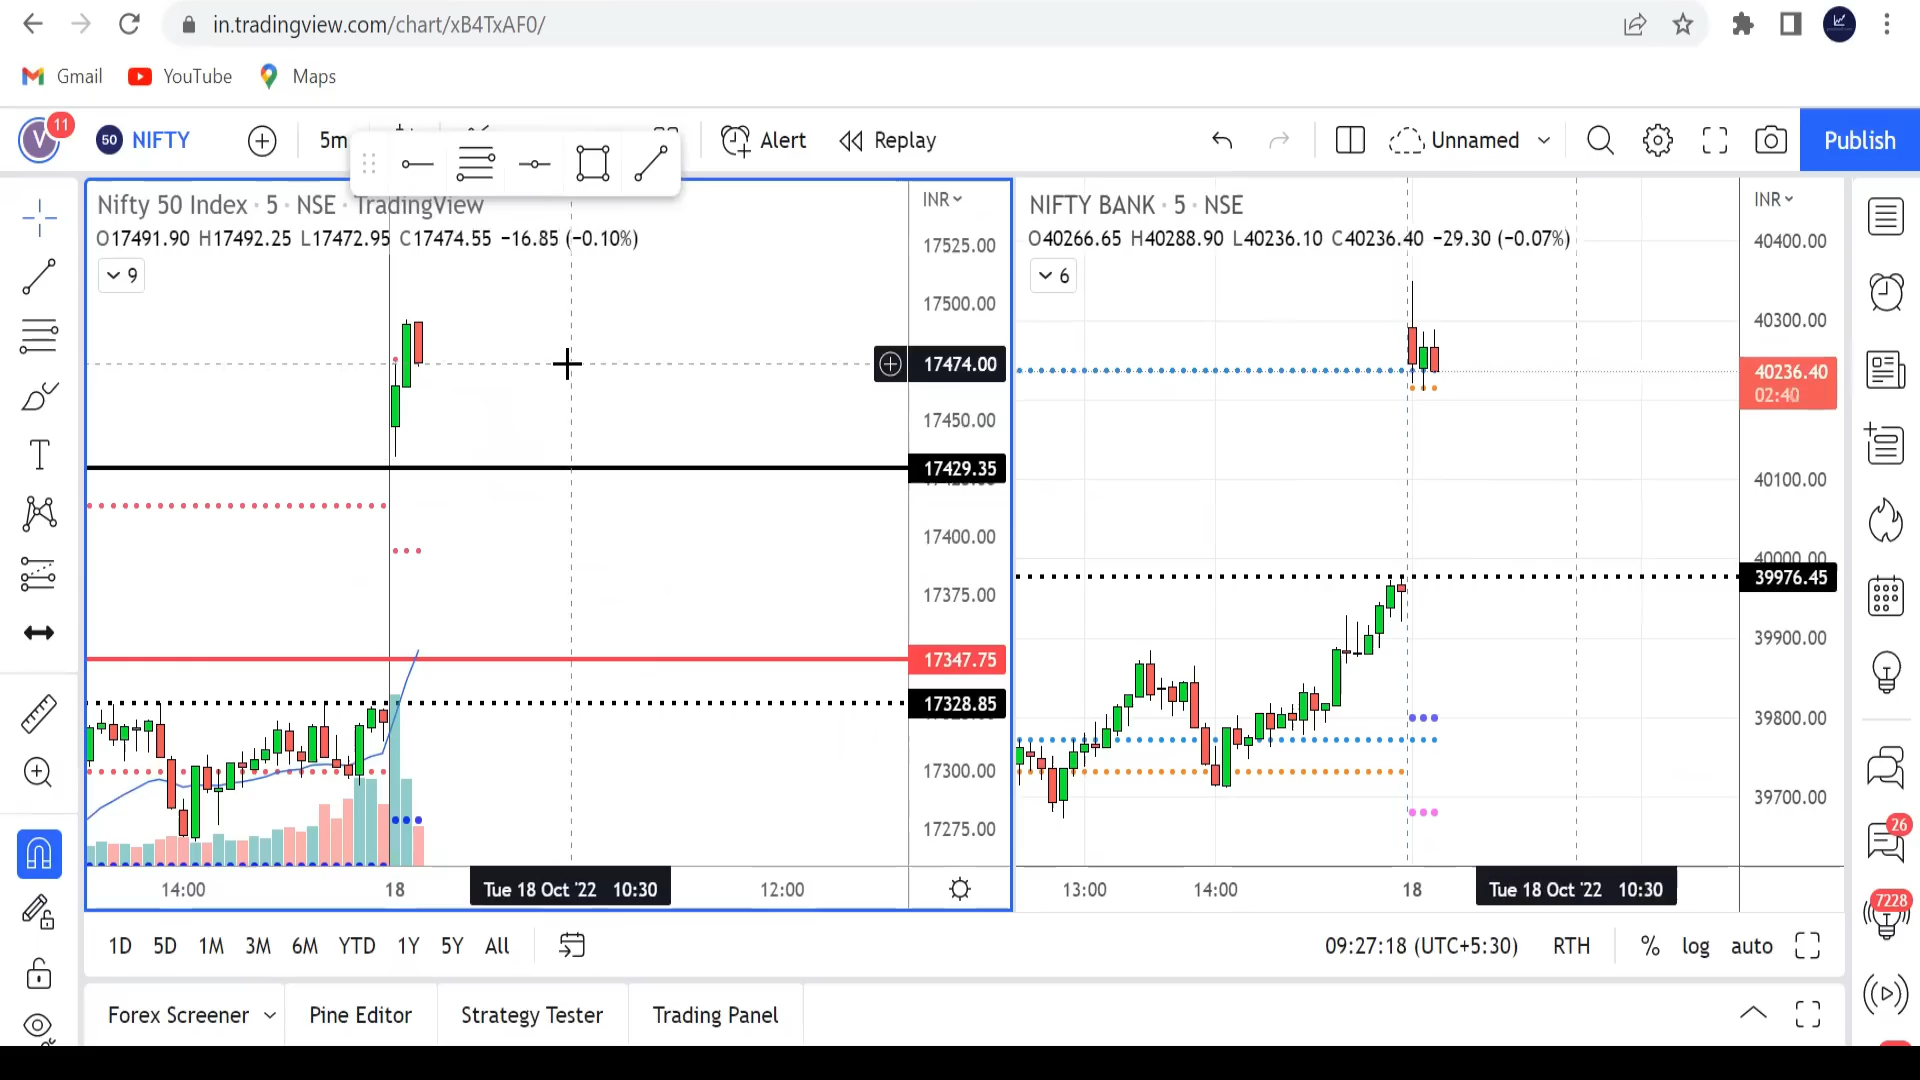 in.tradingview.com/chart/xB4TxAF0/
Gmail YouTube Maps
V 11 50 NIFTY 5m Alert Replay Unnamed Publish
Nifty 50 Index · 5 · NSE · TradingView
O17491.90 H17492.25 L17472.95 C17474.55 −16.85 (−0.10%)
9
INR
17525.00
17500.00
17474.00
17450.00
17429.35
17400.00
17375.00
17347.75
17328.85
17300.00
17275.00
14:00 18 Tue 18 Oct '22 10:30 12:00
NIFTY BANK · 5 · NSE
O40266.65 H40288.90 L40236.10 C40236.40 −29.30 (−0.07%)
6
INR
40400.00
40300.00
40236.40
02:40
40100.00
40000.00
39976.45
39900.00
39800.00
39700.00
13:00 14:00 18 Tue 18 Oct '22 10:30
26
7228
1D 5D 1M 3M 6M YTD 1Y 5Y All 09:27:18 (UTC+5:30) RTH % log auto
Forex Screener Pine Editor Strategy Tester Trading Panel